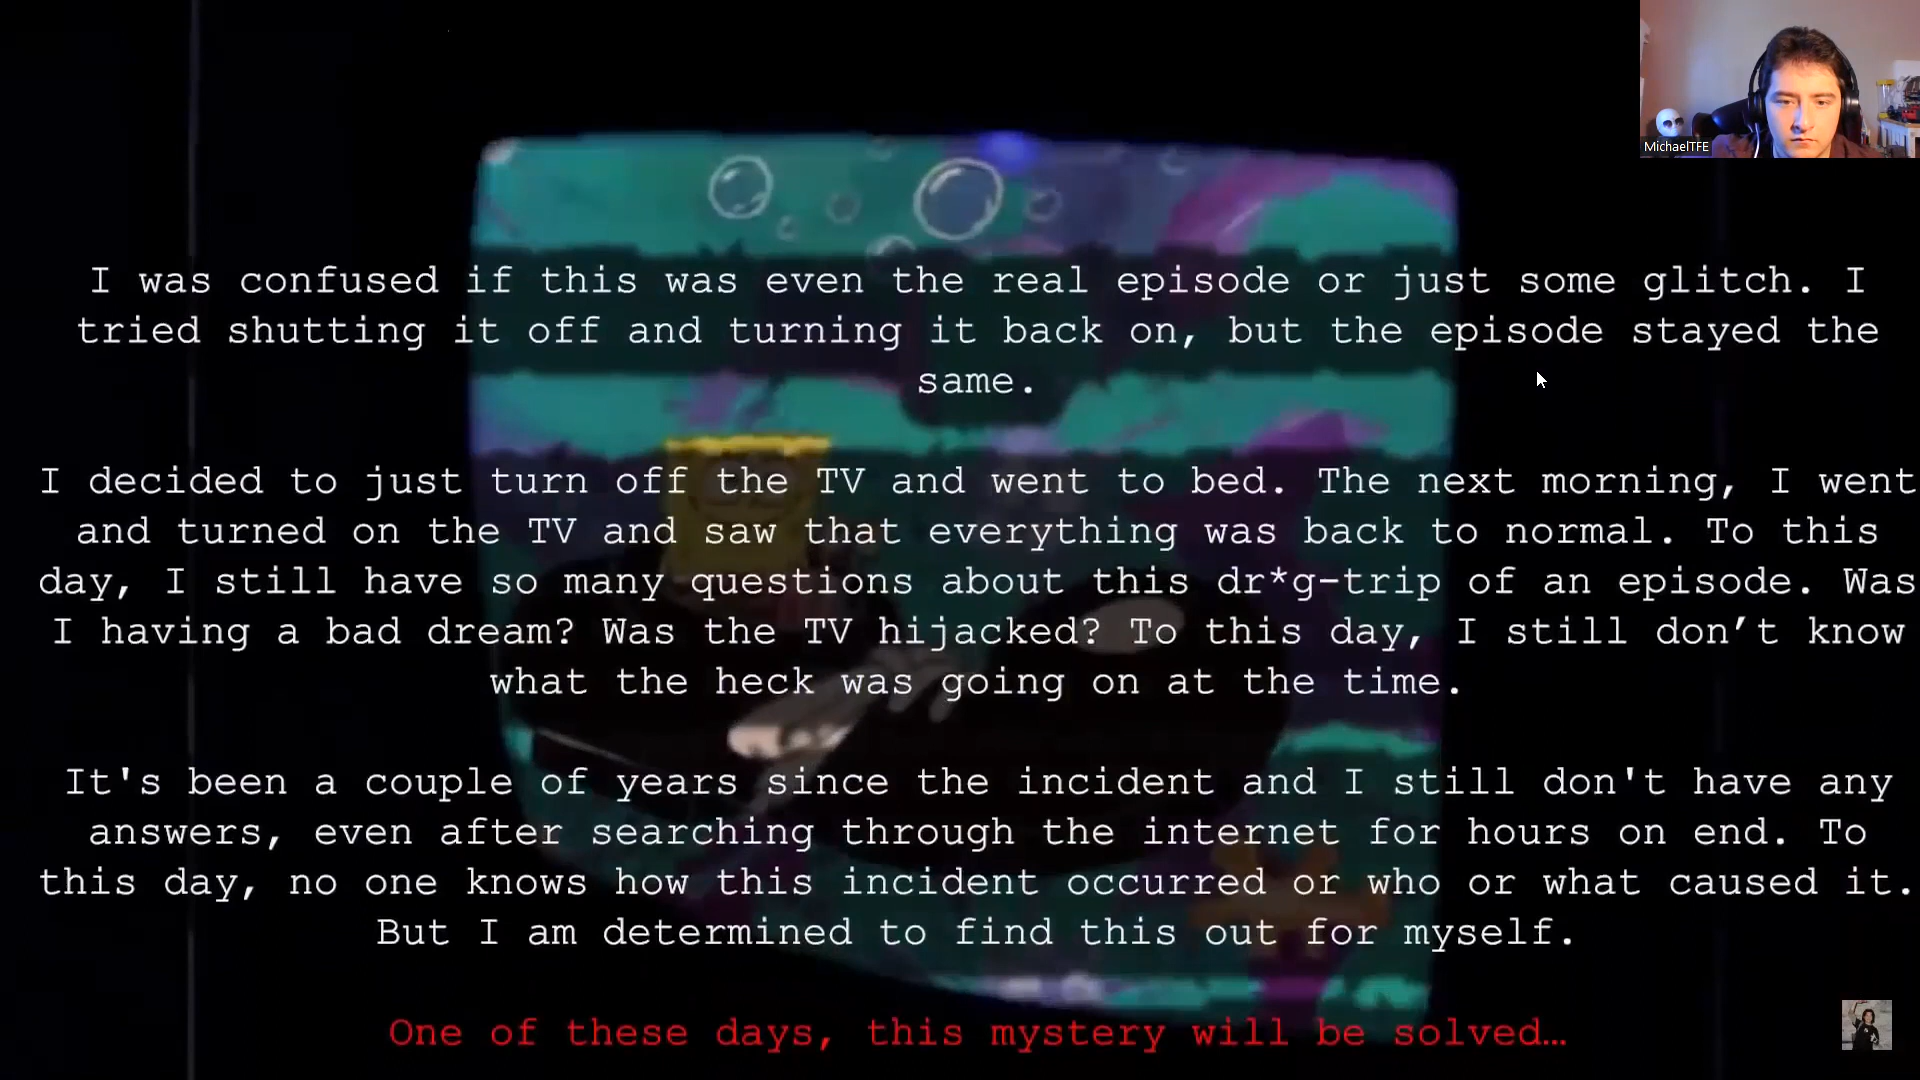 MichaelTFE
I was confused if this was even the real episode or just some glitch. I
tried shutting it off and turning it back on, but the episode stayed the
same.
I decided to just turn off the TV and went to bed. The next morning, I went
and turned on the TV and saw that everything was back to normal. To this
day, I still have so many questions about this dr*g-trip of an episode. Was
I having a bad dream? Was the TV hijacked? To this day, I still don’t know
what the heck was going on at the time.
It's been a couple of years since the incident and I still don't have any
answers, even after searching through the internet for hours on end. To
this day, no one knows how this incident occurred or who or what caused it.
But I am determined to find this out for myself.
One of these days, this mystery will be solved…